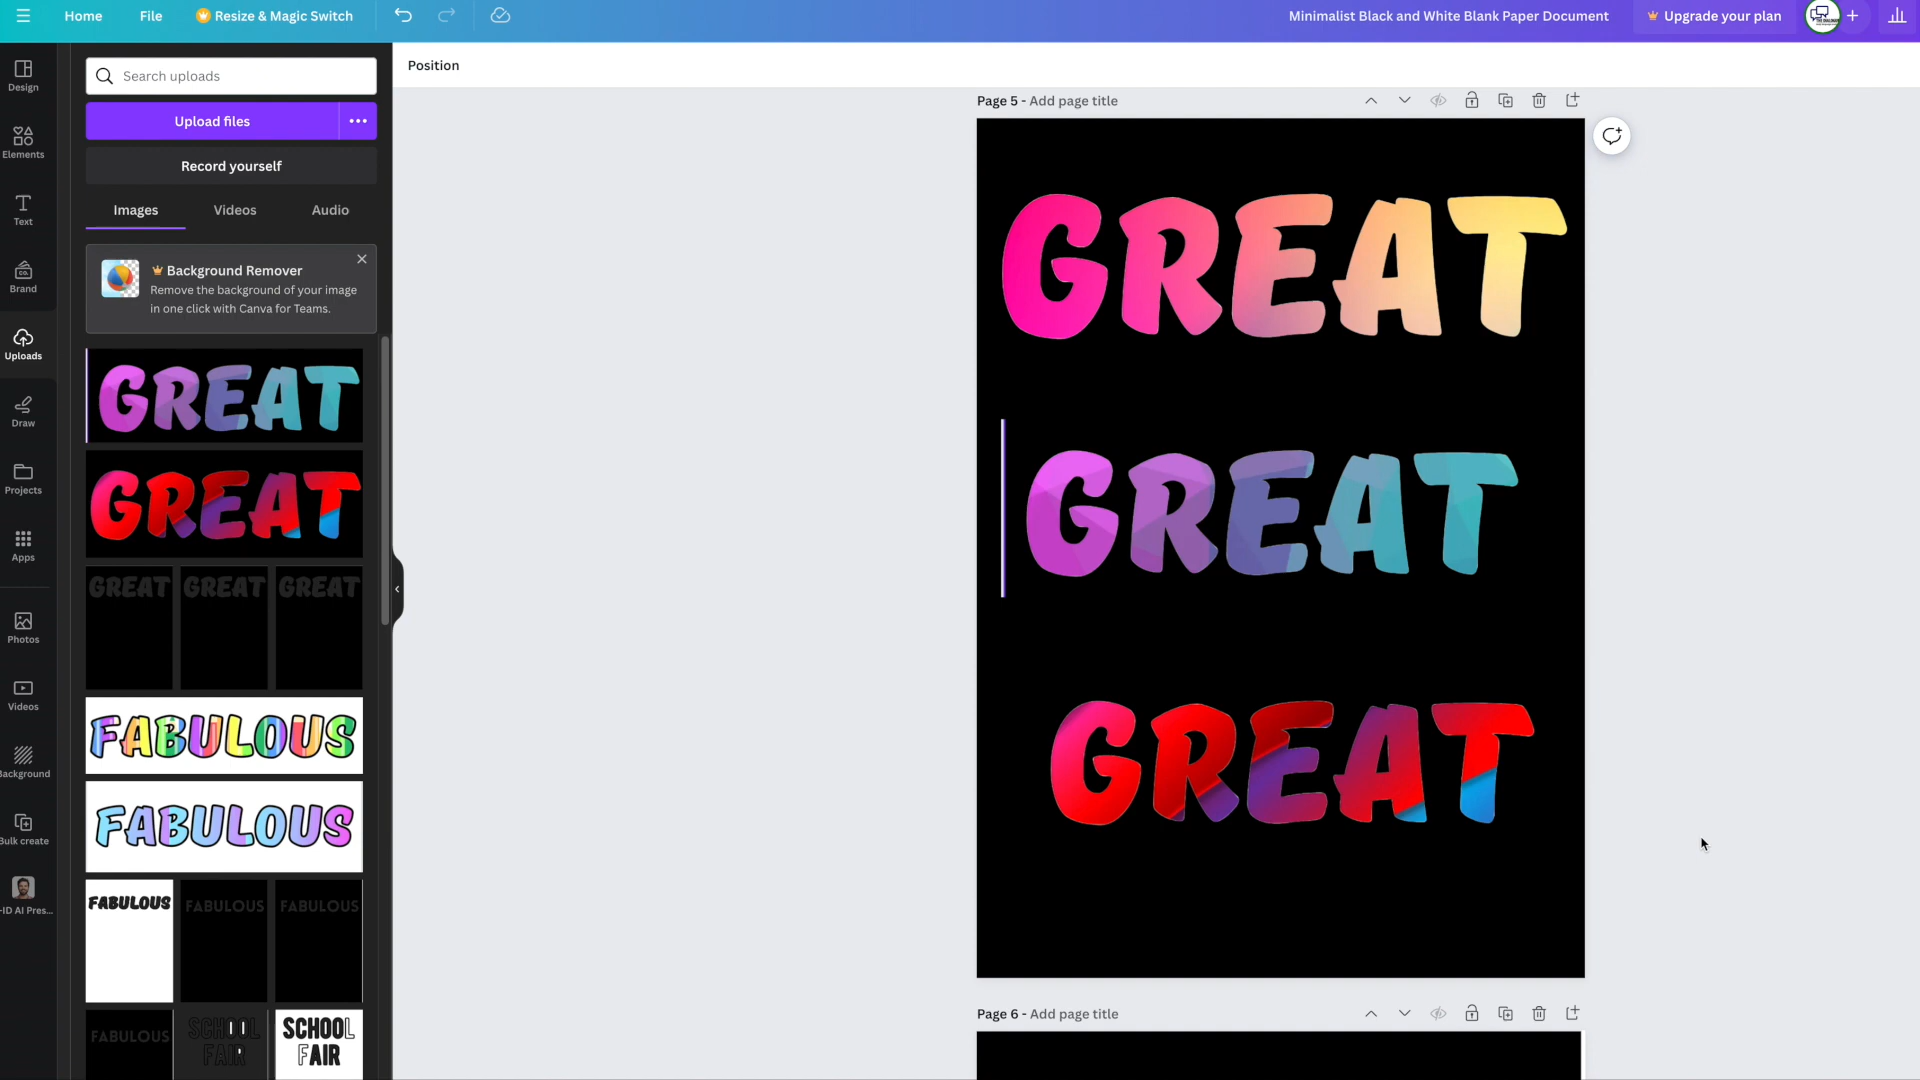 Home File Resize & Magic Switch Minimalist Black and White Blank Paper Document Upgrade your plan
Position
Design
Elements
Text
Brand
Uploads
Draw
Projects
Apps
Photos
Videos
Background
Bulk create
-ID AI Pres...
Search uploads
Upload files
Record yourself
Images Videos Audio
Background Remover
Remove the background of your image
in one click with Canva for Teams.
GREAT
GREAT
GREAT GREAT GREAT
FABULOUS
FABULOUS
FABULOUS FABULOUS FABULOUS
FABULOUS SCHOOL SCHOOL
FAIR FAIR
Page 5 - Add page title
GREAT
GREAT
GREAT
Page 6 - Add page title